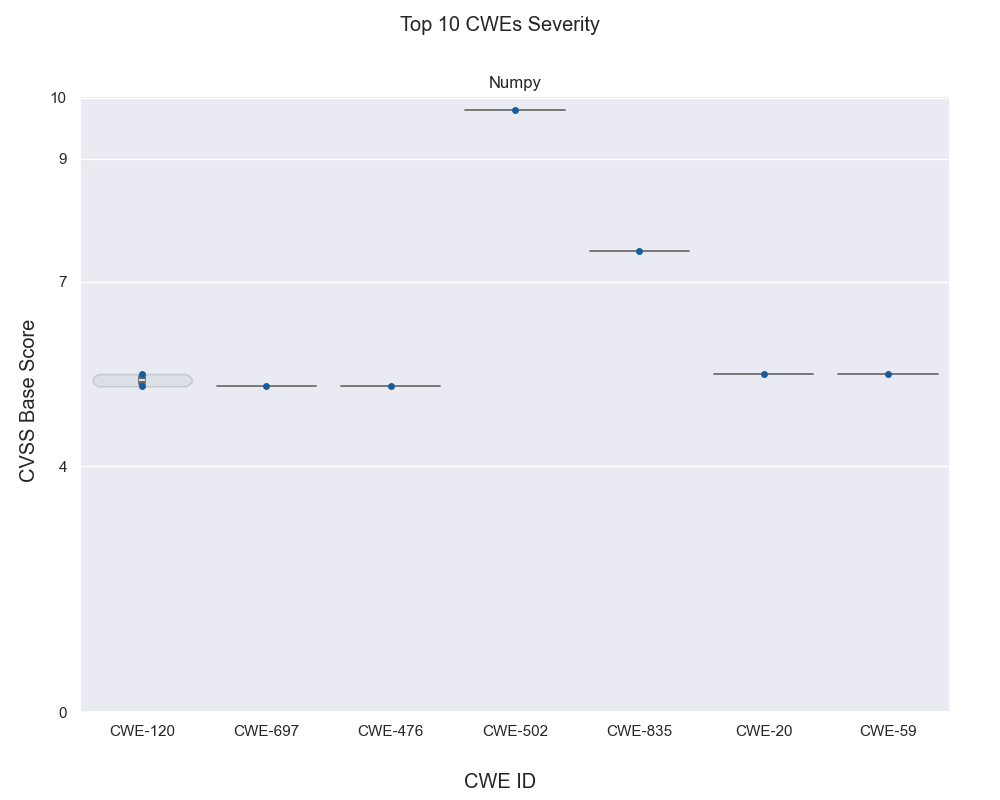 Top 10 CWEs Severity
Numpy
10
9
7
4
0
CVSS Base Score
CWE-120 CWE-697 CWE-476 CWE-502 CWE-835 CWE-20 CWE-59
CWE ID